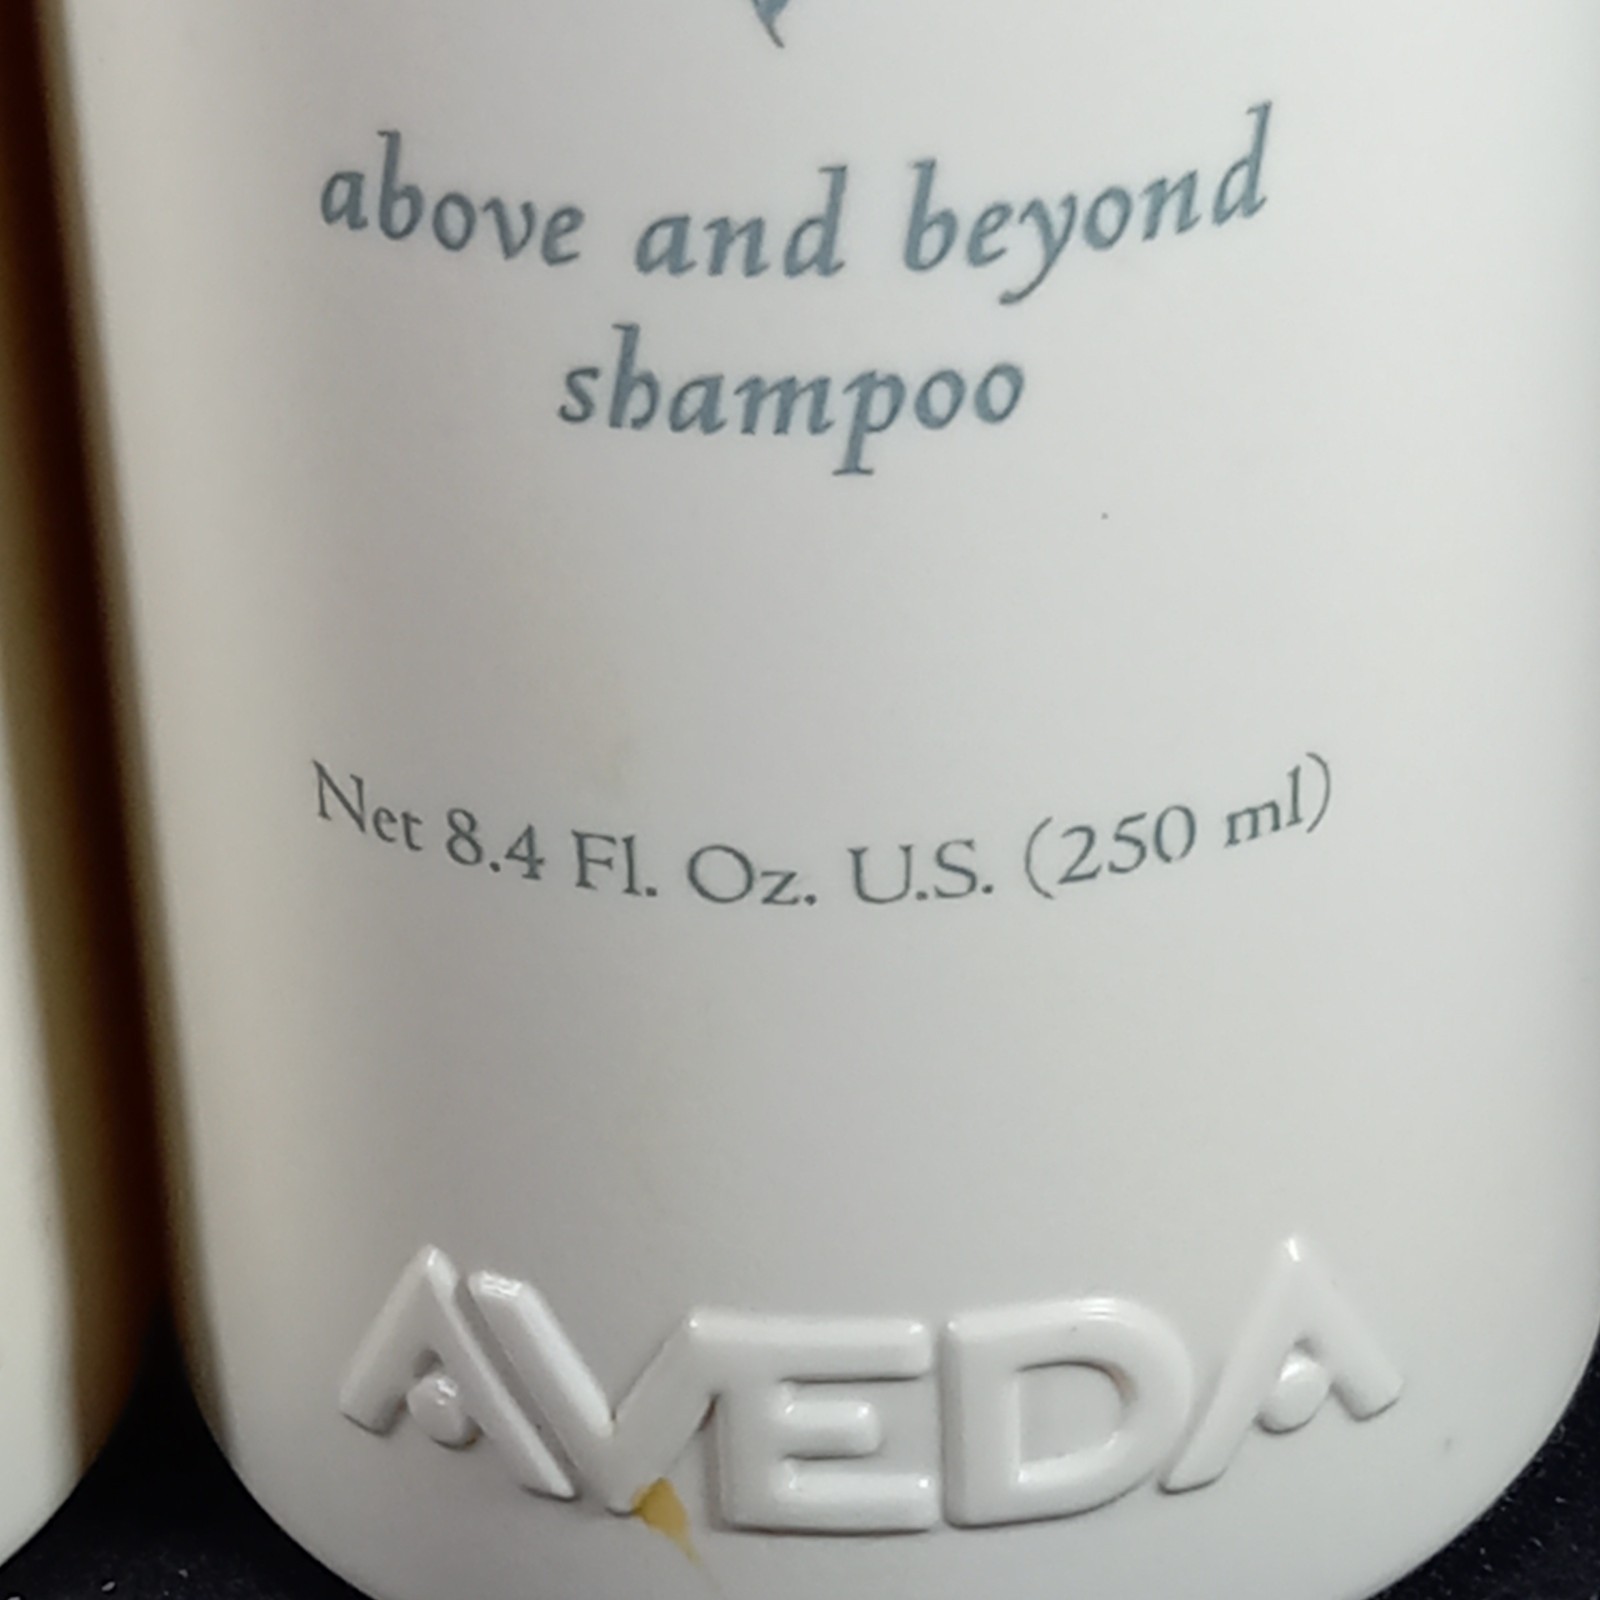 above and beyond
shampoo
Net 8.4 Fl. Oz. U.S. (250 ml)
AVEDA